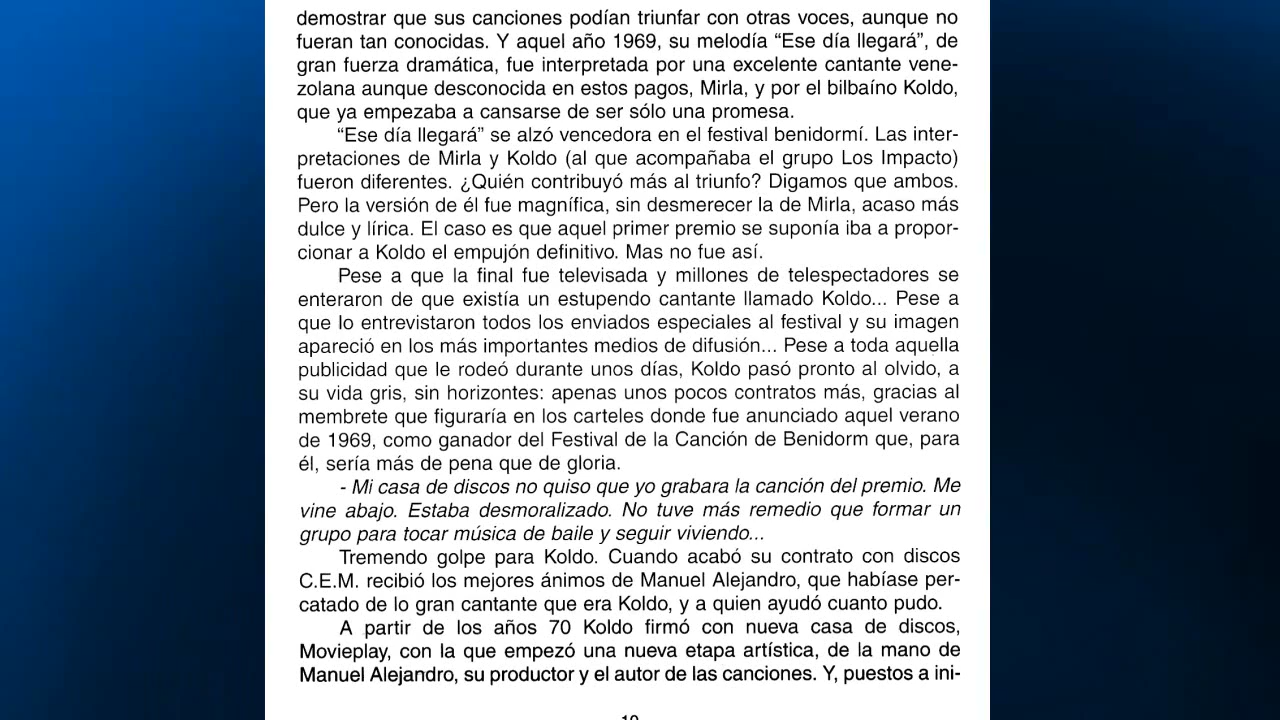 demostrar que sus canciones podían triunfar con otras voces, aunque no
fueran tan conocidas. Y aquel año 1969, su melodía “Ese día llegará”, de
gran fuerza dramática, fue interpretada por una excelente cantante vene-
zolana aunque desconocida en estos pagos, Mirla, y por el bilbaíno Koldo,
que ya empezaba a cansarse de ser sólo una promesa.
“Ese día llegará” se alzó vencedora en el festival benidormí. Las inter-
pretaciones de Mirla y Koldo (al que acompañaba el grupo Los Impacto)
fueron diferentes. ¿Quién contribuyó más al triunfo? Digamos que ambos.
Pero la versión de él fue magnífica, sin desmerecer la de Mirla, acaso más
dulce y lírica. El caso es que aquel primer premio se suponía iba a propor-
cionar a Koldo el empujón definitivo. Mas no fue así.
Pese a que la final fue televisada y millones de telespectadores se
enteraron de que existía un estupendo cantante llamado Koldo... Pese a
que lo entrevistaron todos los enviados especiales al festival y su imagen
apareció en los más importantes medios de difusión... Pese a toda aquella
publicidad que le rodeó durante unos días, Koldo pasó pronto al olvido, a
su vida gris, sin horizontes: apenas unos pocos contratos más, gracias al
membrete que figuraría en los carteles donde fue anunciado aquel verano
de 1969, como ganador del Festival de la Canción de Benidorm que, para
él, sería más de pena que de gloria.
- Mi casa de discos no quiso que yo grabara la canción del premio. Me
vine abajo. Estaba desmoralizado. No tuve más remedio que formar un
grupo para tocar música de baile y seguir viviendo...
Tremendo golpe para Koldo. Cuando acabó su contrato con discos
C.E.M. recibió los mejores ánimos de Manuel Alejandro, que habíase per-
catado de lo gran cantante que era Koldo, y a quien ayudó cuanto pudo.
A partir de los años 70 Koldo firmó con nueva casa de discos,
Movieplay, con la que empezó una nueva etapa artística, de la mano de
Manuel Alejandro, su productor y el autor de las canciones. Y, puestos a ini-